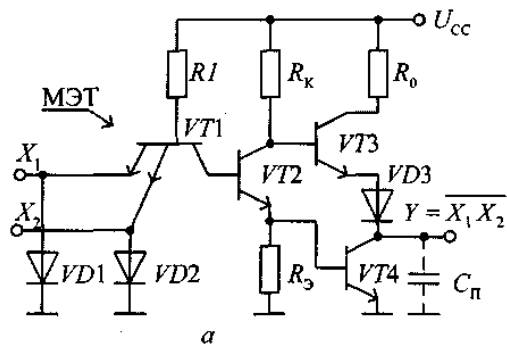 U_CC
R1
R_К
R_0
МЭТ
VT1
VT2
VT3
X_1
X_2
VD3
Y = \overline{X_1 X_2}
VD1
VD2
R_Э
VT4
C_П
а